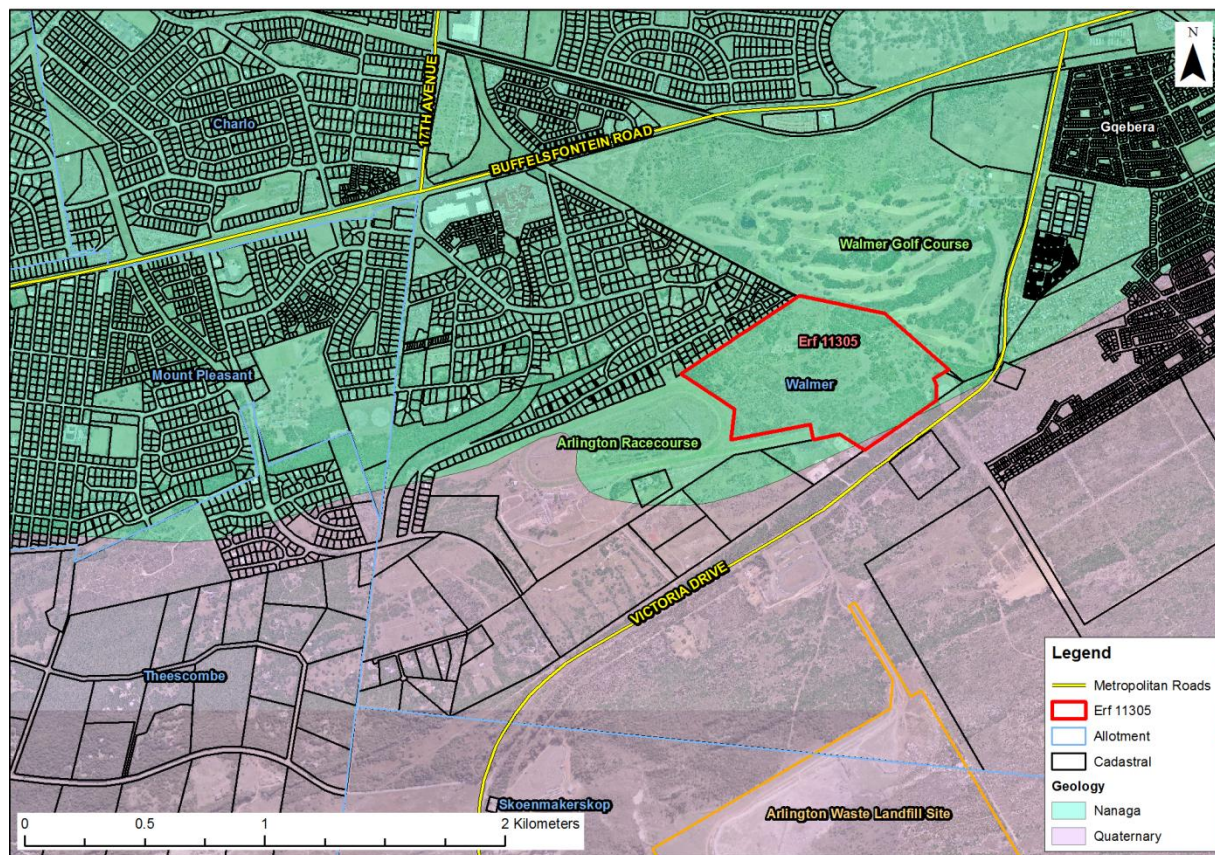 N
17TH AVENUE
Charlo
Gqebera
BUFFELSFONTEIN ROAD
Walmer Golf Course
Erf 11305
Mount Pleasant
Walmer
Arlington Racecourse
VICTORIA DRIVE
Theescombe
Skoenmakerskop
Arlington Waste Landfill Site
0 0.5 1 2 Kilometers
Legend
Metropolitan Roads
Erf 11305
Allotment
Cadastral
Geology
Nanaga
Quaternary